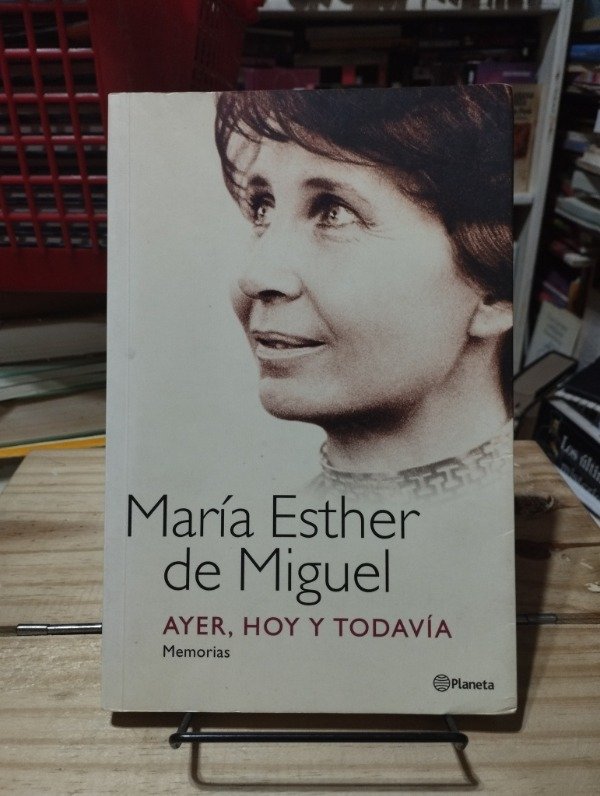 María Esther
de Miguel
AYER, HOY Y TODAVÍA
Memorias
Planeta